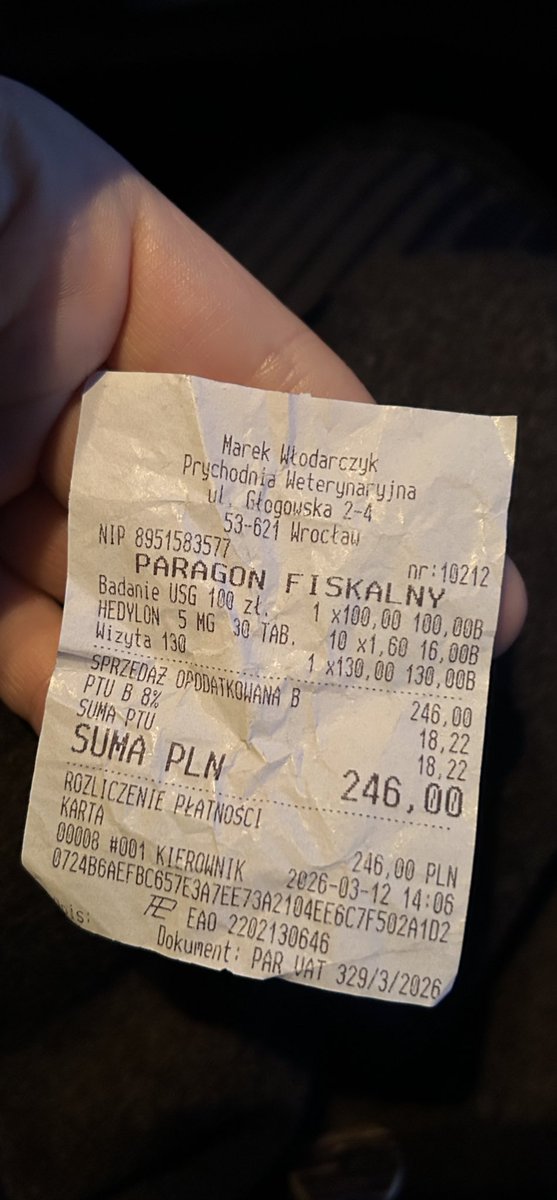 Marek Włodarczyk
Prychodnia Weterynaryjna
ul. Głogowska 2-4
53-621 Wrocław
NIP 8951583577 nr:10212
PARAGON FISKALNY
Badanie USG 100 zł. 1 x100,00 100,00B
HEDYLON 5 MG 30 TAB. 10 x1,60 16,00B
Wizyta 130 1 x130,00 130,00B
SPRZEDAŻ OPODATKOWANA B 246,00
PTU B 8% 18,22
SUMA PTU 18,22
SUMA PLN 246,00
ROZLICZENIE PŁATNOŚCI
KARTA 246,00 PLN
00008 #001 KIEROWNIK 2026-03-12 14:06
0724B6AEFBC657E3A7EE73A2104EE6C7F502A1D2
EAO 2202130646
Dokument: PAR VAT 329/3/2026